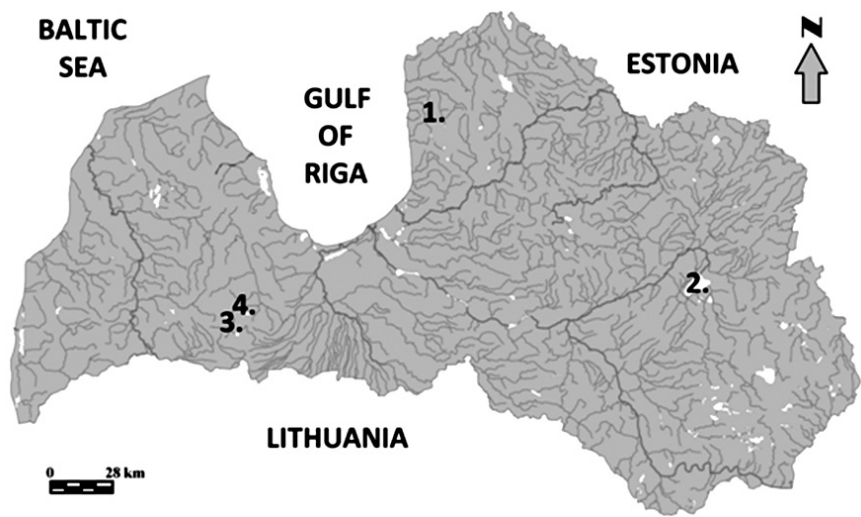 BALTIC
SEA
GULF
OF
RIGA
ESTONIA
N
1.
2.
4.
3.
LITHUANIA
0 28 km